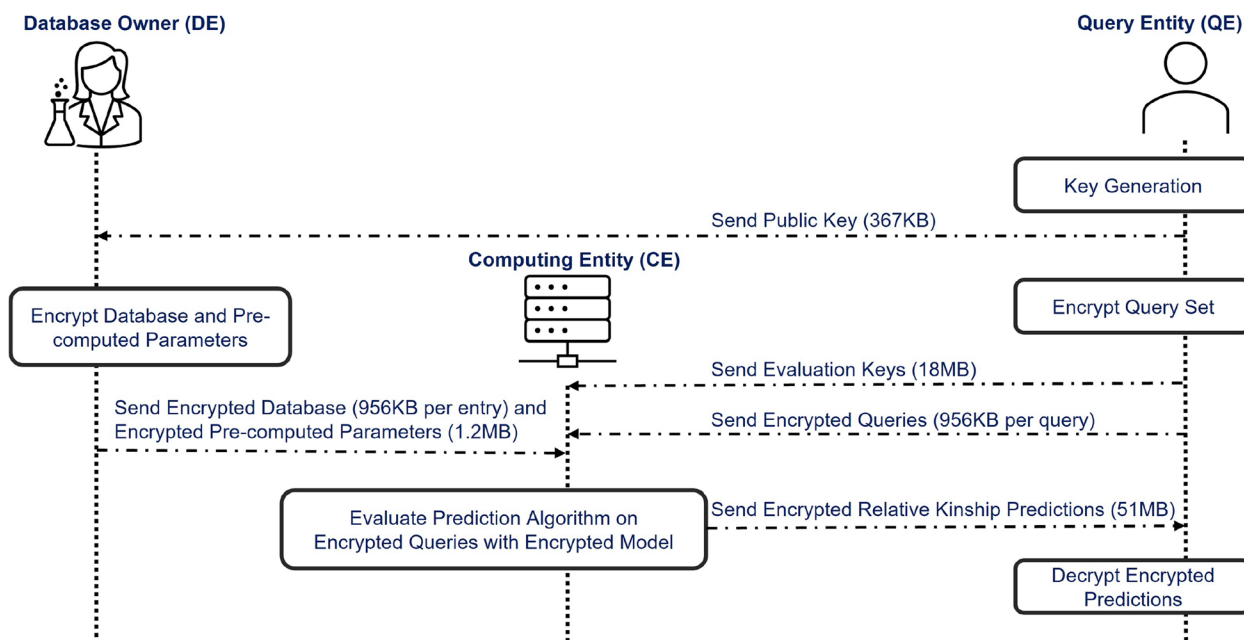 Database Owner (DE)
Query Entity (QE)
Key Generation
Send Public Key (367KB)
Computing Entity (CE)
Encrypt Database and Pre-
computed Parameters
Encrypt Query Set
Send Evaluation Keys (18MB)
Send Encrypted Database (956KB per entry) and
Encrypted Pre-computed Parameters (1.2MB)
Send Encrypted Queries (956KB per query)
Evaluate Prediction Algorithm on
Encrypted Queries with Encrypted Model
Send Encrypted Relative Kinship Predictions (51MB)
Decrypt Encrypted
Predictions